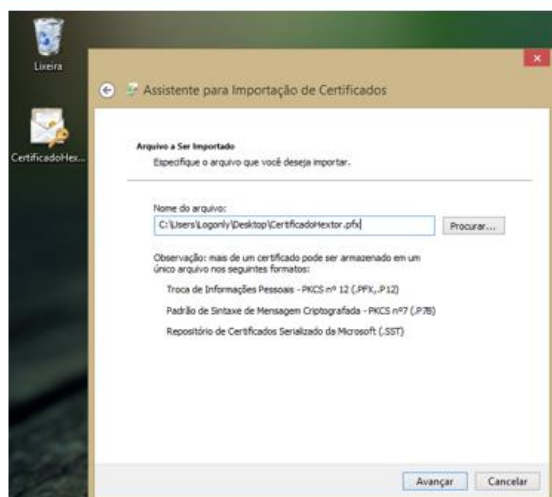 Lixeira
CertificadoHex...
Assistente para Importação de Certificados
Arquivo a Ser Importado
Especifique o arquivo que você deseja importar.
Nome do arquivo:
C:\Users\Logonly\Desktop\CertificadoHextor.pfx
Procurar...
Observação: mais de um certificado pode ser armazenado em um
único arquivo nos seguintes formatos:
Troca de Informações Pessoais - PKCS nº 12 (.PFX,.P12)
Padrão de Sintaxe de Mensagem Criptografada - PKCS nº7 (.P7B)
Repositório de Certificados Serializado da Microsoft (.SST)
Avançar
Cancelar